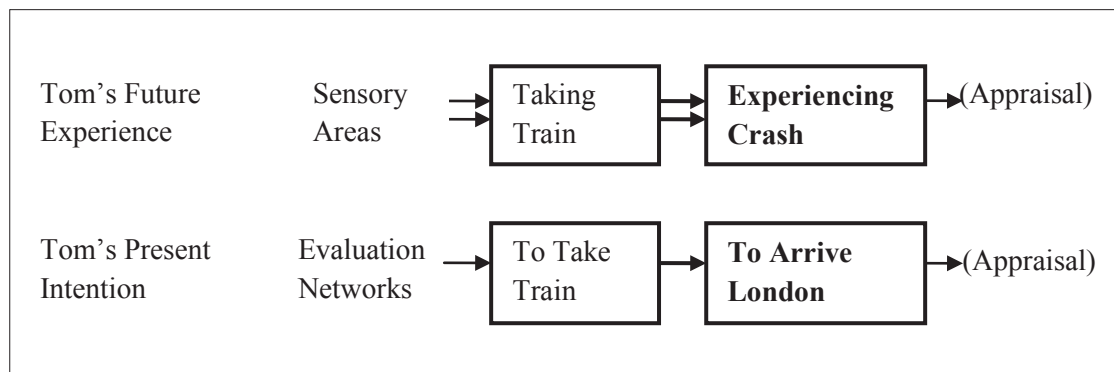 Tom’s Future Experience
Sensory Areas
Taking Train
Experiencing Crash
(Appraisal)
Tom’s Present Intention
Evaluation Networks
To Take Train
To Arrive London
(Appraisal)